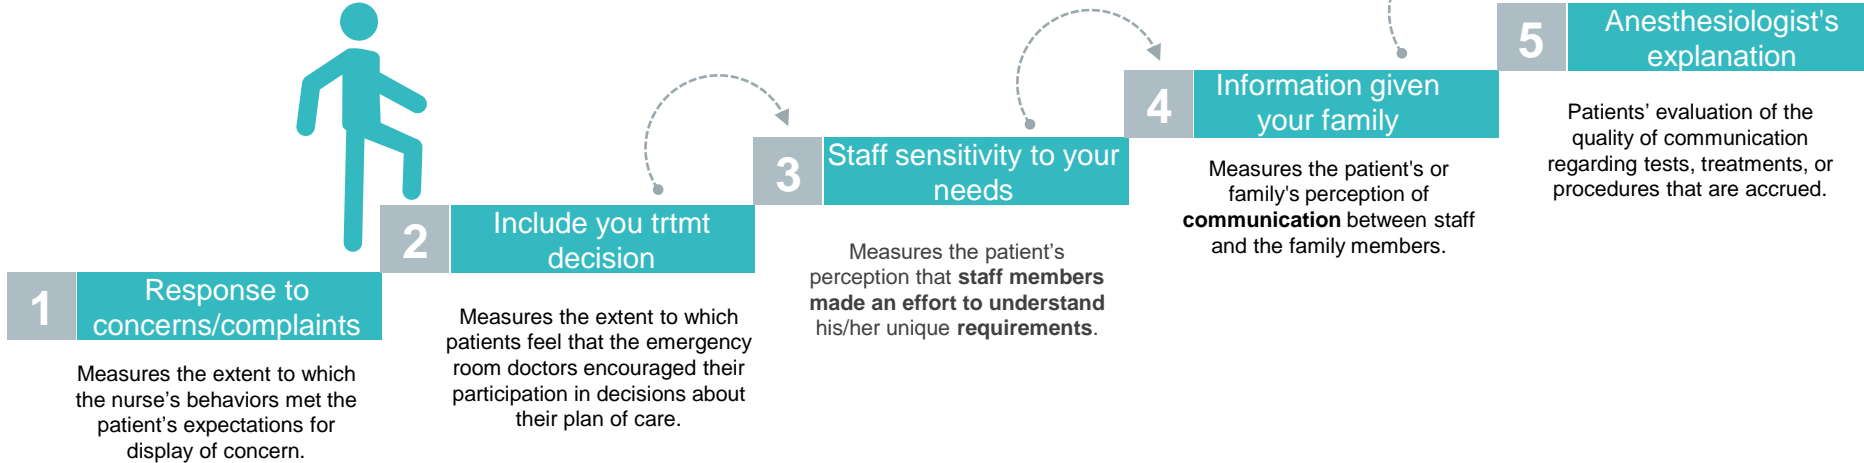 1
Response to
concerns/complaints
Measures the extent to which
the nurse’s behaviors met the
patient’s expectations for
display of concern.
2
Include you trtmt
decision
Measures the extent to which
patients feel that the emergency
room doctors encouraged their
participation in decisions about
their plan of care.
3
Staff sensitivity to your
needs
Measures the patient’s
perception that staff members
made an effort to understand
his/her unique requirements.
4
Information given
your family
Measures the patient's or
family's perception of
communication between staff
and the family members.
5
Anesthesiologist's
explanation
Patients’ evaluation of the
quality of communication
regarding tests, treatments, or
procedures that are accrued.